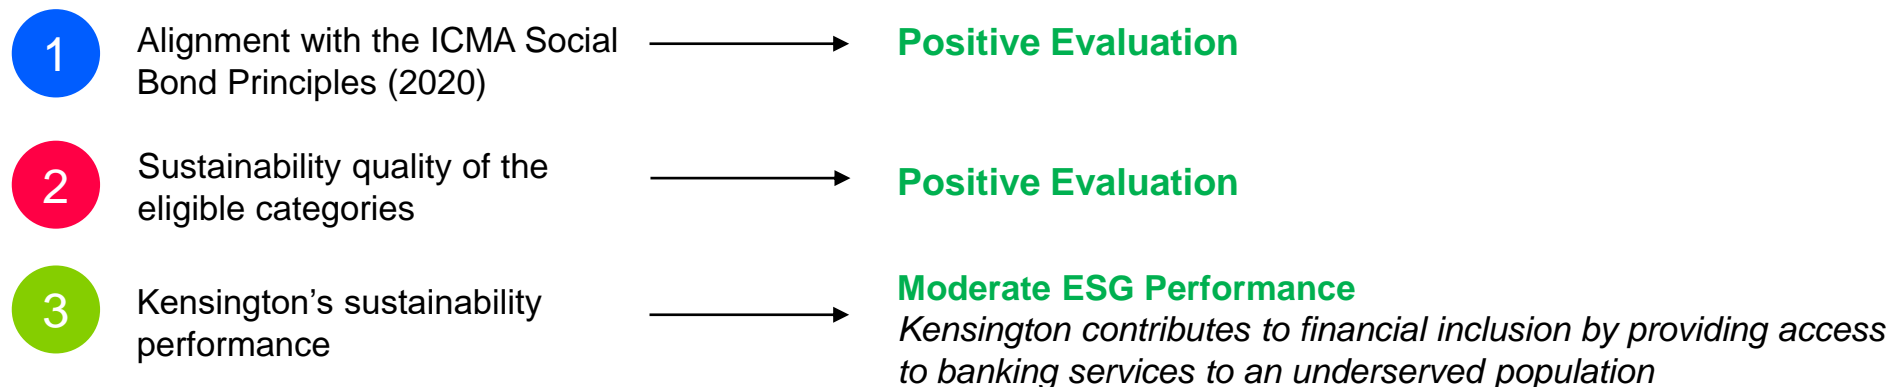 1
Alignment with the ICMA Social
Bond Principles (2020)
Positive Evaluation
2
Sustainability quality of the
eligible categories
Positive Evaluation
3
Kensington’s sustainability
performance
Moderate ESG Performance
Kensington contributes to financial inclusion by providing access
to banking services to an underserved population